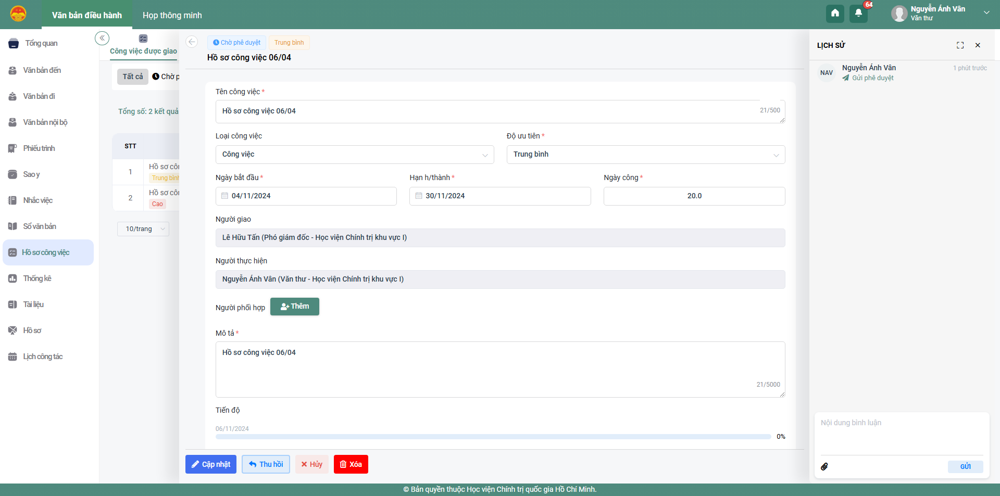 Văn bản điều hành
Họp thông minh
64
Nguyễn Ánh Vân
Văn thư
Tổng quan
Văn bản đến
Văn bản đi
Văn bản nội bộ
Phiếu trình
Sao y
Nhắc việc
Sổ văn bản
Hồ sơ công việc
Thống kê
Tài liệu
Hồ sơ
Lịch công tác
Công việc được giao
Tất cả
Chờ p
Tổng số: 2 kết quả
STT
1
Hồ sơ côn
Trung bình
2
Hồ sơ côn
Cao
10/trang
Chờ phê duyệt
Trung bình
Hồ sơ công việc 06/04
Tên công việc *
Hồ sơ công việc 06/04
21/500
Loại công việc
Độ ưu tiên *
Công việc
Trung bình
Ngày bắt đầu *
Hạn h/thành *
Ngày công *
04/11/2024
30/11/2024
20.0
Người giao
Lê Hữu Tấn (Phó giám đốc - Học viện Chính trị khu vực I)
Người thực hiện
Nguyễn Ánh Vân (Văn thư - Học viện Chính trị khu vực I)
Người phối hợp
Thêm
Mô tả *
Hồ sơ công việc 06/04
21/5000
Tiến độ
06/11/2024
0%
Cập nhật
Thu hồi
Hủy
Xóa
LỊCH SỬ
NAV
Nguyễn Ánh Vân
1 phút trước
Gửi phê duyệt
Nội dung bình luận
GỬI
© Bản quyền thuộc Học viện Chính trị quốc gia Hồ Chí Minh.